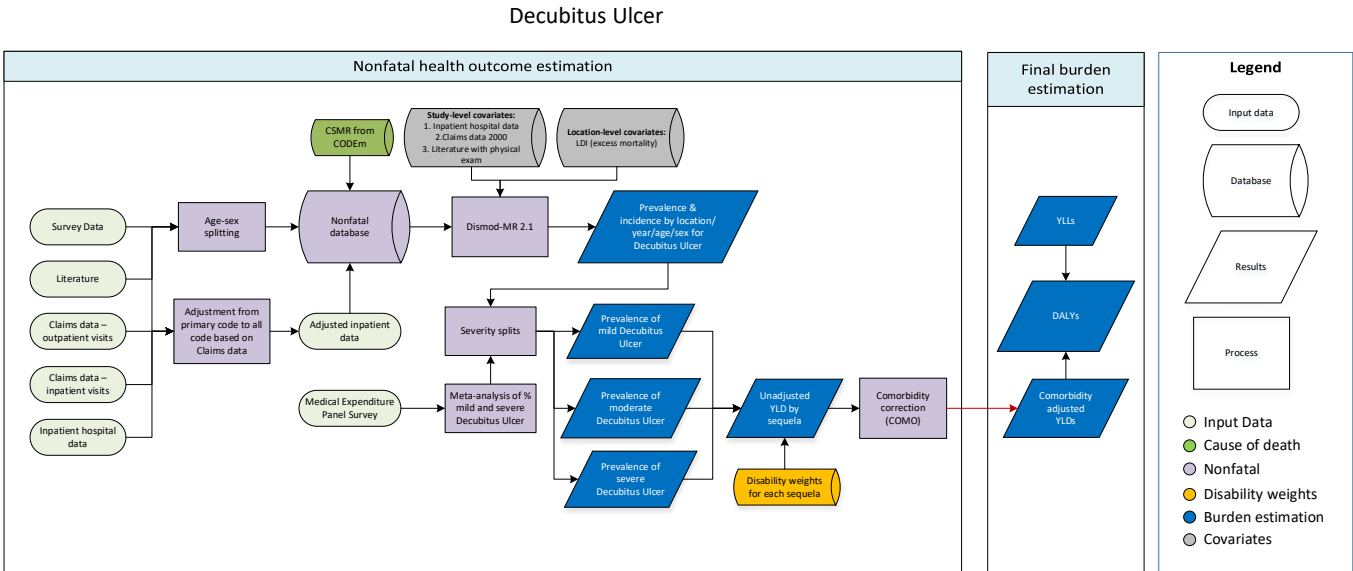 Decubitus Ulcer
Nonfatal health outcome estimation
Final burden
estimation
Legend
CSMR from
CODEm
Study-level covariates:
1. Inpatient hospital data
2.Claims data 2000
3. Literature with physical
exam
Location-level covariates:
LDI (excess mortality)
Survey Data
Age-sex
splitting
Nonfatal
database
Dismod-MR 2.1
Prevalence &
incidence by location/
year/age/sex for
Decubitus Ulcer
Literature
Claims data –
outpatient visits
Adjustment from
primary code to all
code based on
Claims data
Adjusted inpatient
data
Severity splits
Prevalence of
mild Decubitus
Ulcer
Claims data –
inpatient visits
Medical Expenditure
Panel Survey
Meta-analysis of %
mild and severe
Decubitus Ulcer
Prevalence of
moderate
Decubitus Ulcer
Unadjusted
YLD by
sequela
Comorbidity
correction
(COMO)
Inpatient hospital
data
Prevalence of
severe
Decubitus Ulcer
Disability weights
for each sequela
YLLs
DALYs
Comorbidity
adjusted
YLDs
Input data
Database
Results
Process
Input Data
Cause of death
Nonfatal
Disability weights
Burden estimation
Covariates